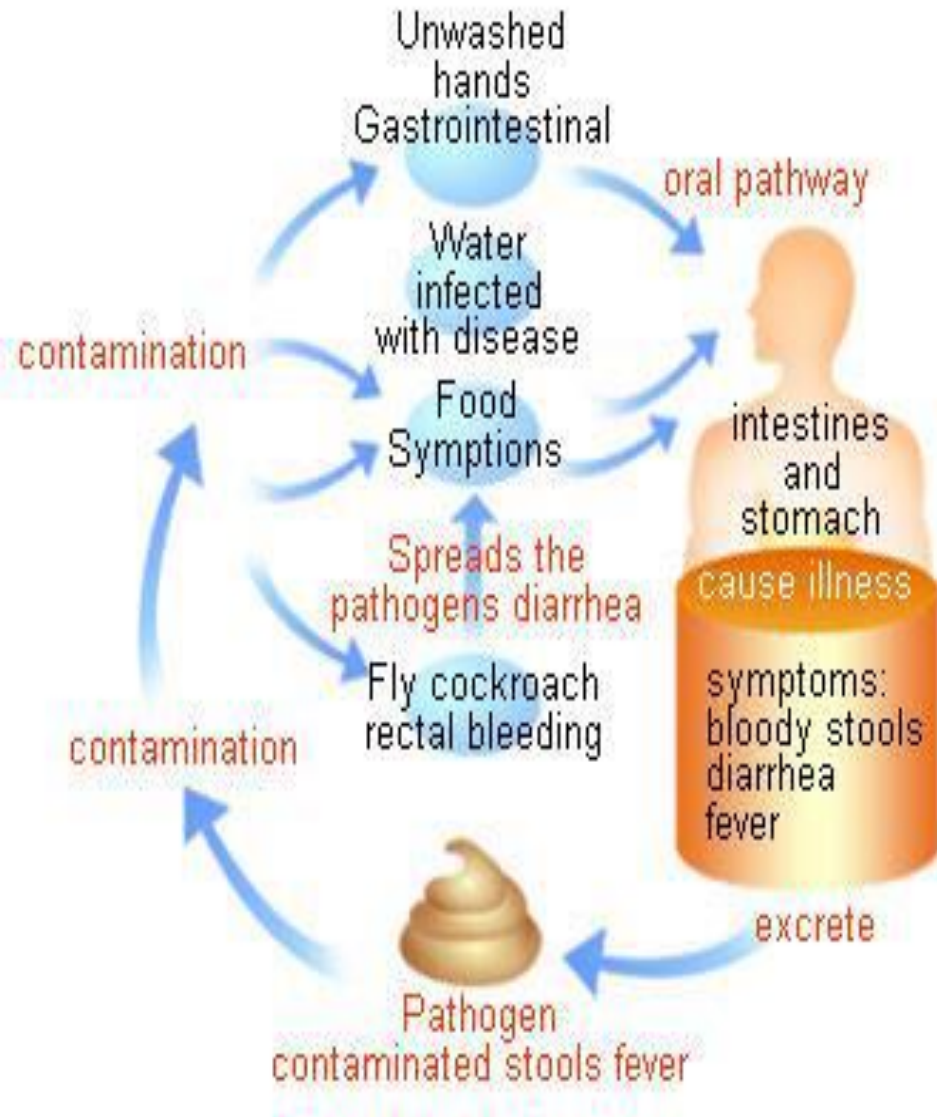 Unwashed
hands
Gastrointestinal
oral pathway
Water
infected
with disease
contamination
Food
Symptions
intestines
and
stomach
Spreads the
pathogens diarrhea
cause illness
Fly cockroach
rectal bleeding
symptoms:
bloody stools
diarrhea
fever
contamination
excrete
Pathogen
contaminated stools fever